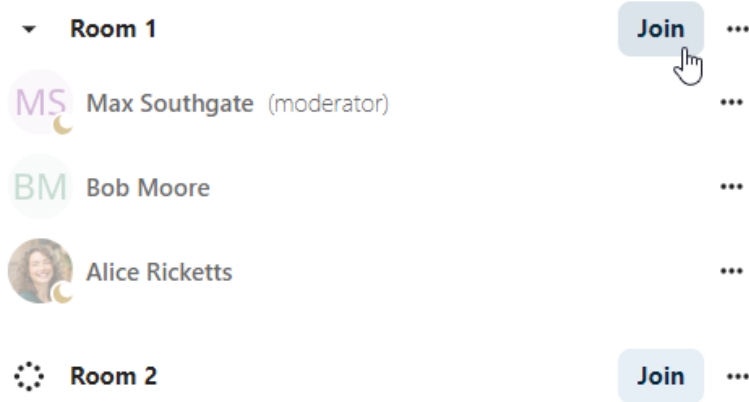 Room 1 Join
MS Max Southgate (moderator)
BM Bob Moore
Alice Ricketts
Room 2 Join